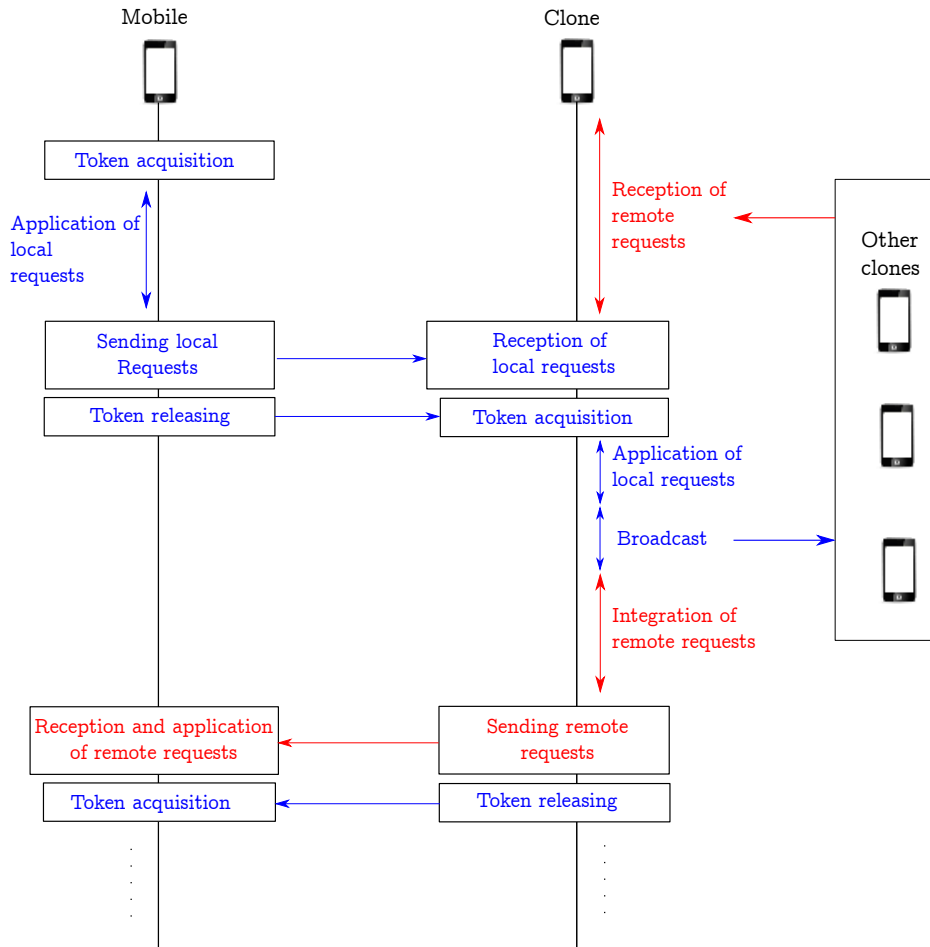 Mobile
Clone
Token acquisition
Application of
local
requests
Reception of
remote
requests
Other
clones
Sending local
Requests
Reception of
local requests
Token releasing
Token acquisition
Application of
local requests
Broadcast
Integration of
remote requests
Reception and application
of remote requests
Sending remote
requests
Token acquisition
Token releasing